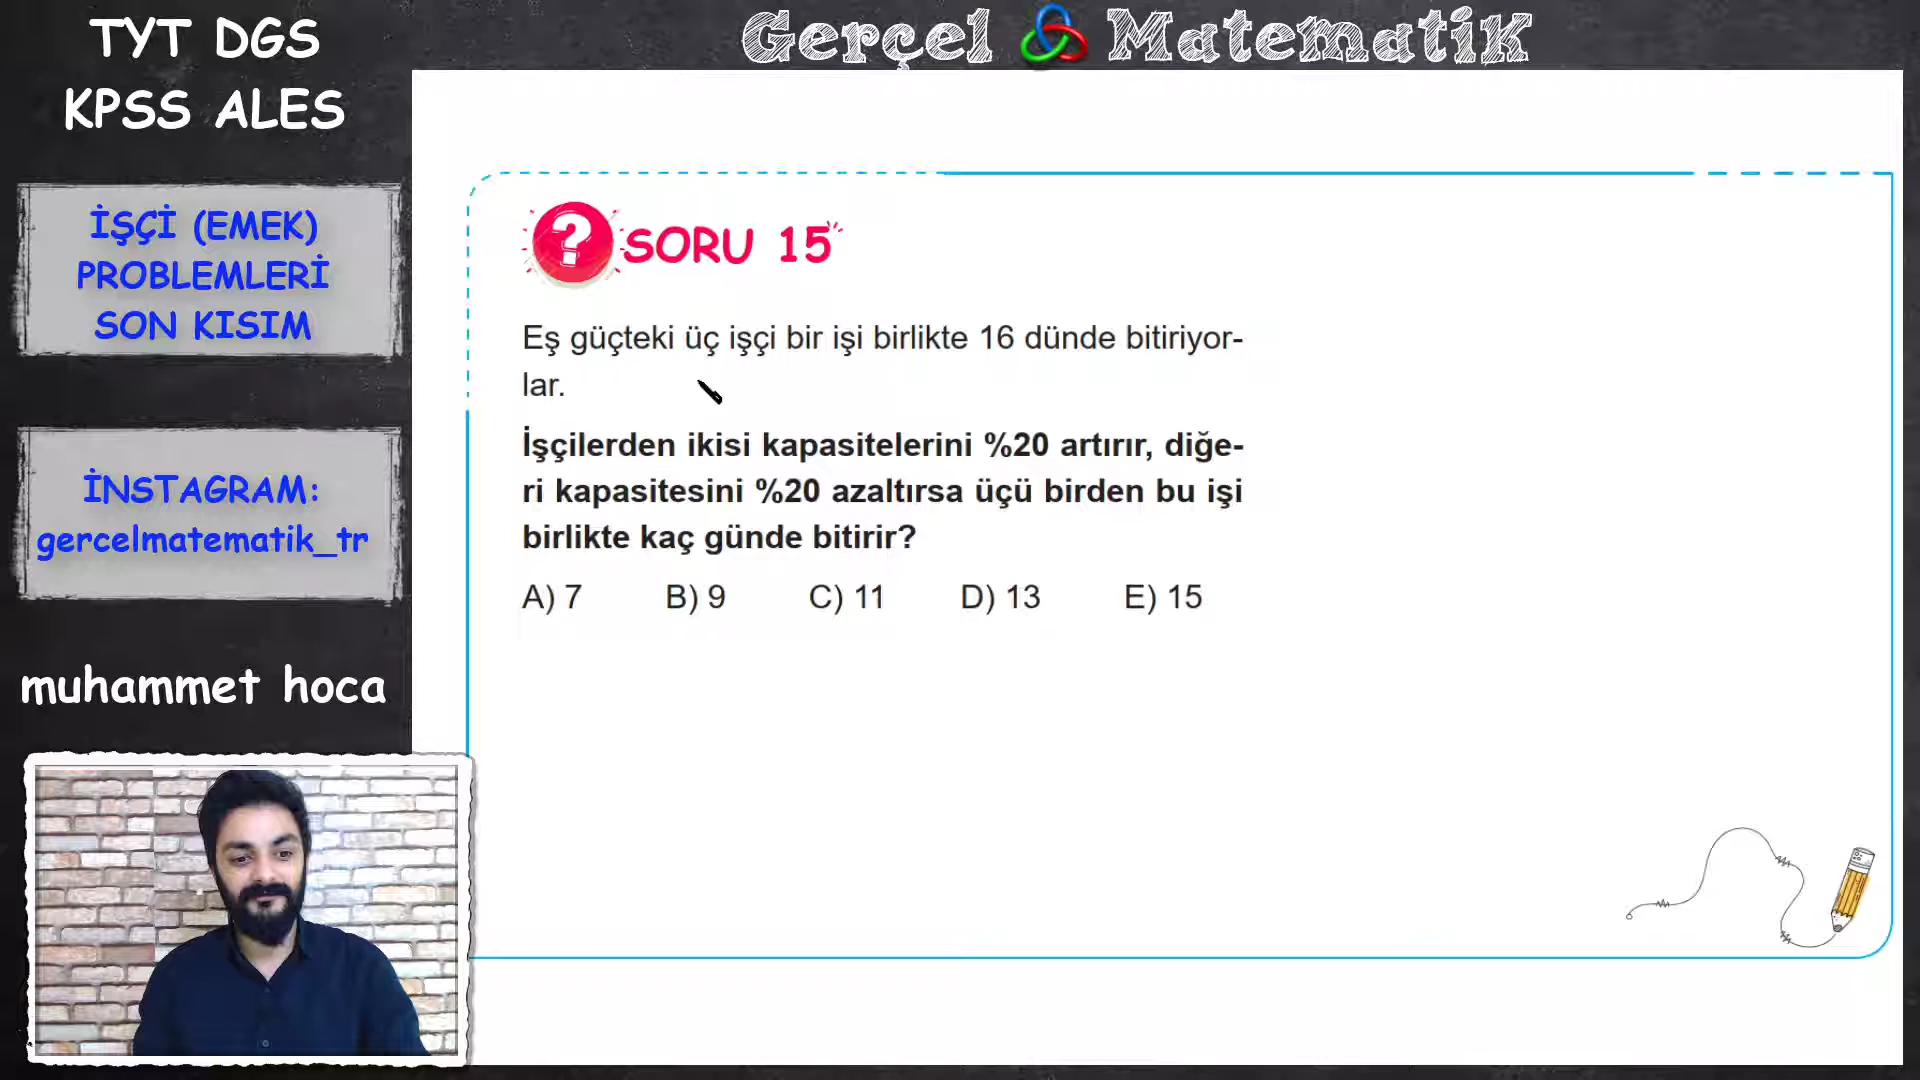 TYT DGS
KPSS ALES
Gerçel Matematik
İŞÇİ (EMEK)
PROBLEMLERİ
SON KISIM
İNSTAGRAM:
gercelmatematik_tr
muhammet hoca
? SORU 15
Eş güçteki üç işçi bir işi birlikte 16 dünde bitiriyor-
lar.
İşçilerden ikisi kapasitelerini %20 artırır, diğe-
ri kapasitesini %20 azaltırsa üçü birden bu işi
birlikte kaç günde bitirir?
A) 7 B) 9 C) 11 D) 13 E) 15